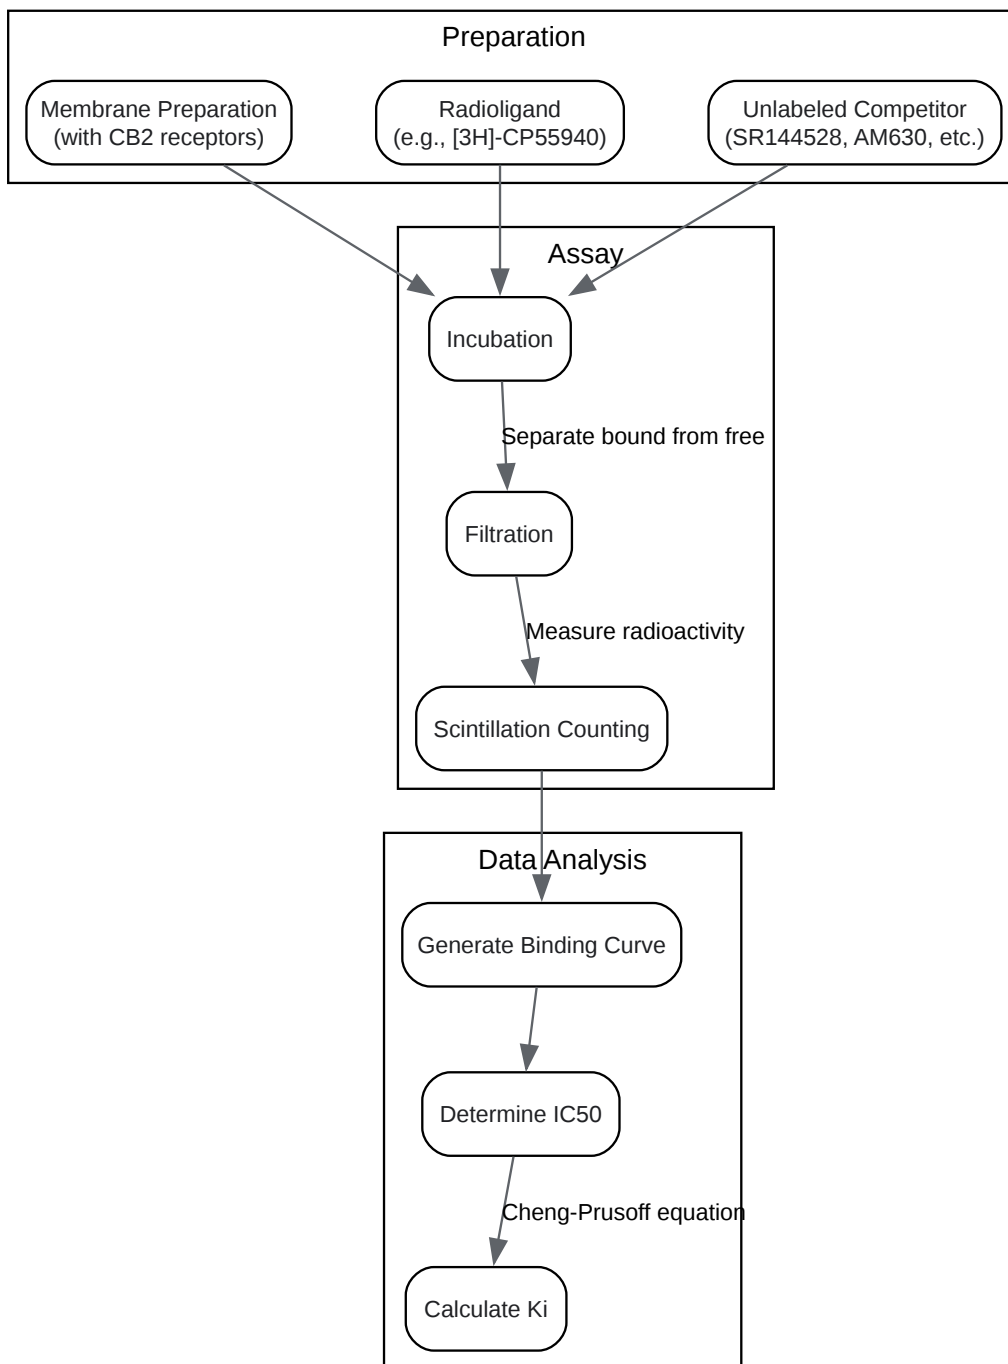 Preparation
Membrane Preparation
(with CB2 receptors)
Radioligand
(e.g., [3H]-CP55940)
Unlabeled Competitor
(SR144528, AM630, etc.)
Assay
Incubation
Separate bound from free
Filtration
Measure radioactivity
Scintillation Counting
Data Analysis
Generate Binding Curve
Determine IC50
Cheng-Prusoff equation
Calculate Ki